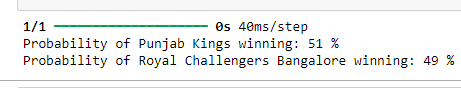 1/1 ━━━━━━━━━━━━━━━━━━━━ 0s 40ms/step
Probability of Punjab Kings winning: 51 %
Probability of Royal Challengers Bangalore winning: 49 %